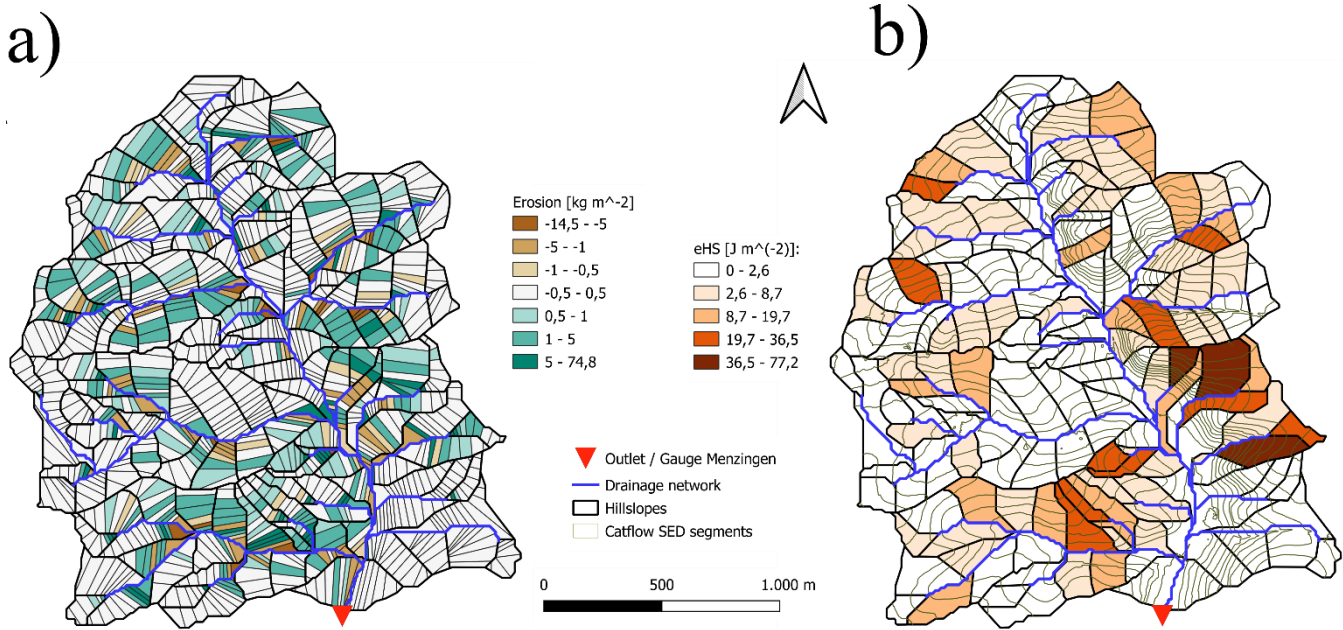 a)
b)
Erosion [kg m^-2]
-14,5 - -5
-5 - -1
-1 - -0,5
-0,5 - 0,5
0,5 - 1
1 - 5
5 - 74,8
eHS [J m^(-2)]:
0 - 2,6
2,6 - 8,7
8,7 - 19,7
19,7 - 36,5
36,5 - 77,2
Outlet / Gauge Menzingen
Drainage network
Hillslopes
Catflow SED segments
0 500 1.000 m